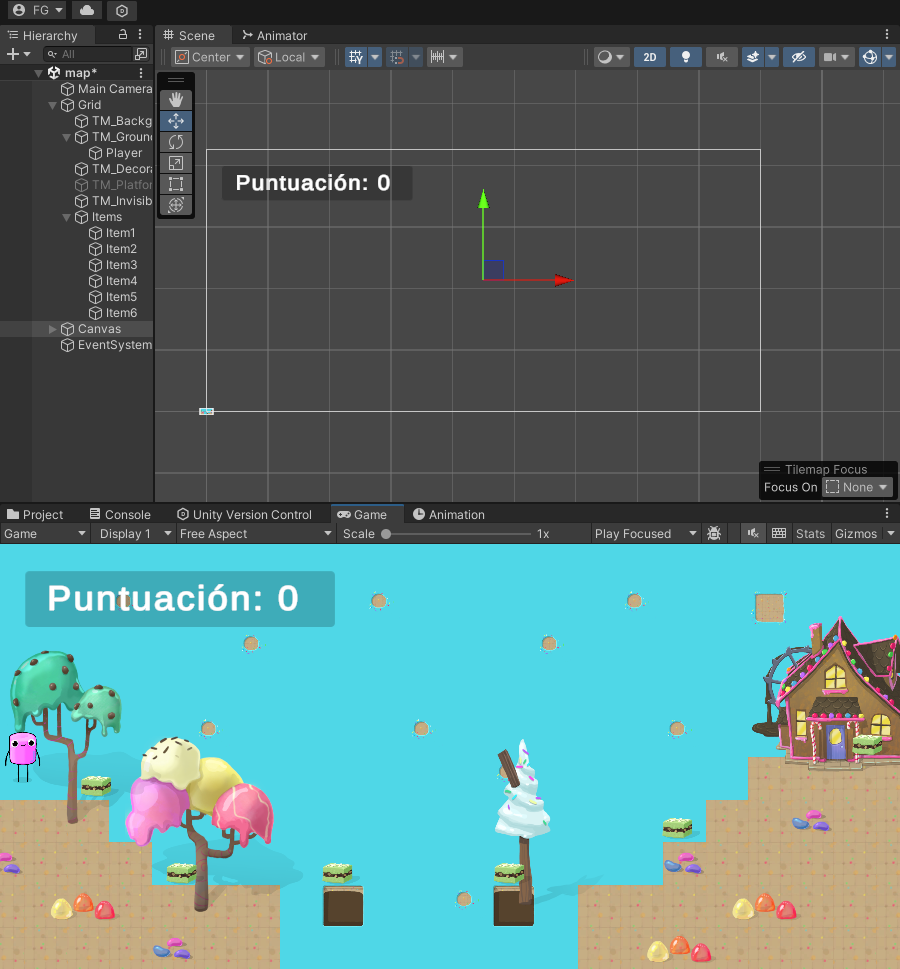 FG
Hierarchy
All
map*
Main Camera
Grid
TM_Backg
TM_Groun
Player
TM_Decora
TM_Platfor
TM_Invisib
Items
Item1
Item2
Item3
Item4
Item5
Item6
Canvas
EventSystem
Scene
Animator
Center
Local
2D
Puntuación: 0
Tilemap Focus
Focus On
None
Project
Console
Unity Version Control
Game
Animation
Game
Display 1
Free Aspect
Scale
1x
Play Focused
Stats
Gizmos
Puntuación: 0